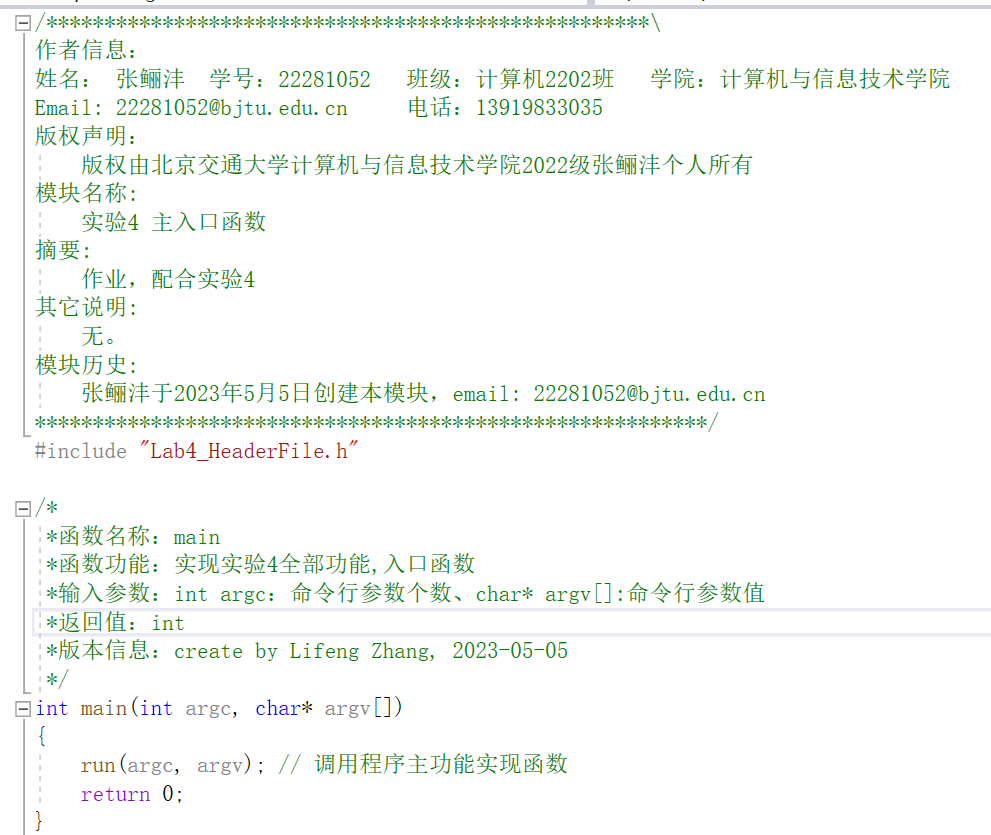 /****************************************************\
作者信息:
姓名: 张鲡沣 学号: 22281052 班级: 计算机2202班 学院: 计算机与信息技术学院
Email: 22281052@bjtu.edu.cn 电话: 13919833035
版权声明:
版权由北京交通大学计算机与信息技术学院2022级张鲡沣个人所有
模块名称:
实验4 主入口函数
摘要:
作业，配合实验4
其它说明:
无。
模块历史:
张鲡沣于2023年5月5日创建本模块，email: 22281052@bjtu.edu.cn
**********************************************************/
#include "Lab4_HeaderFile.h"
/*
*函数名称: main
*函数功能: 实现实验4全部功能,入口函数
*输入参数: int argc: 命令行参数个数、char* argv[]:命令行参数值
*返回值: int
*版本信息: create by Lifeng Zhang, 2023-05-05
*/
int main(int argc, char* argv[])
{
run(argc, argv); // 调用程序主功能实现函数
return 0;
}